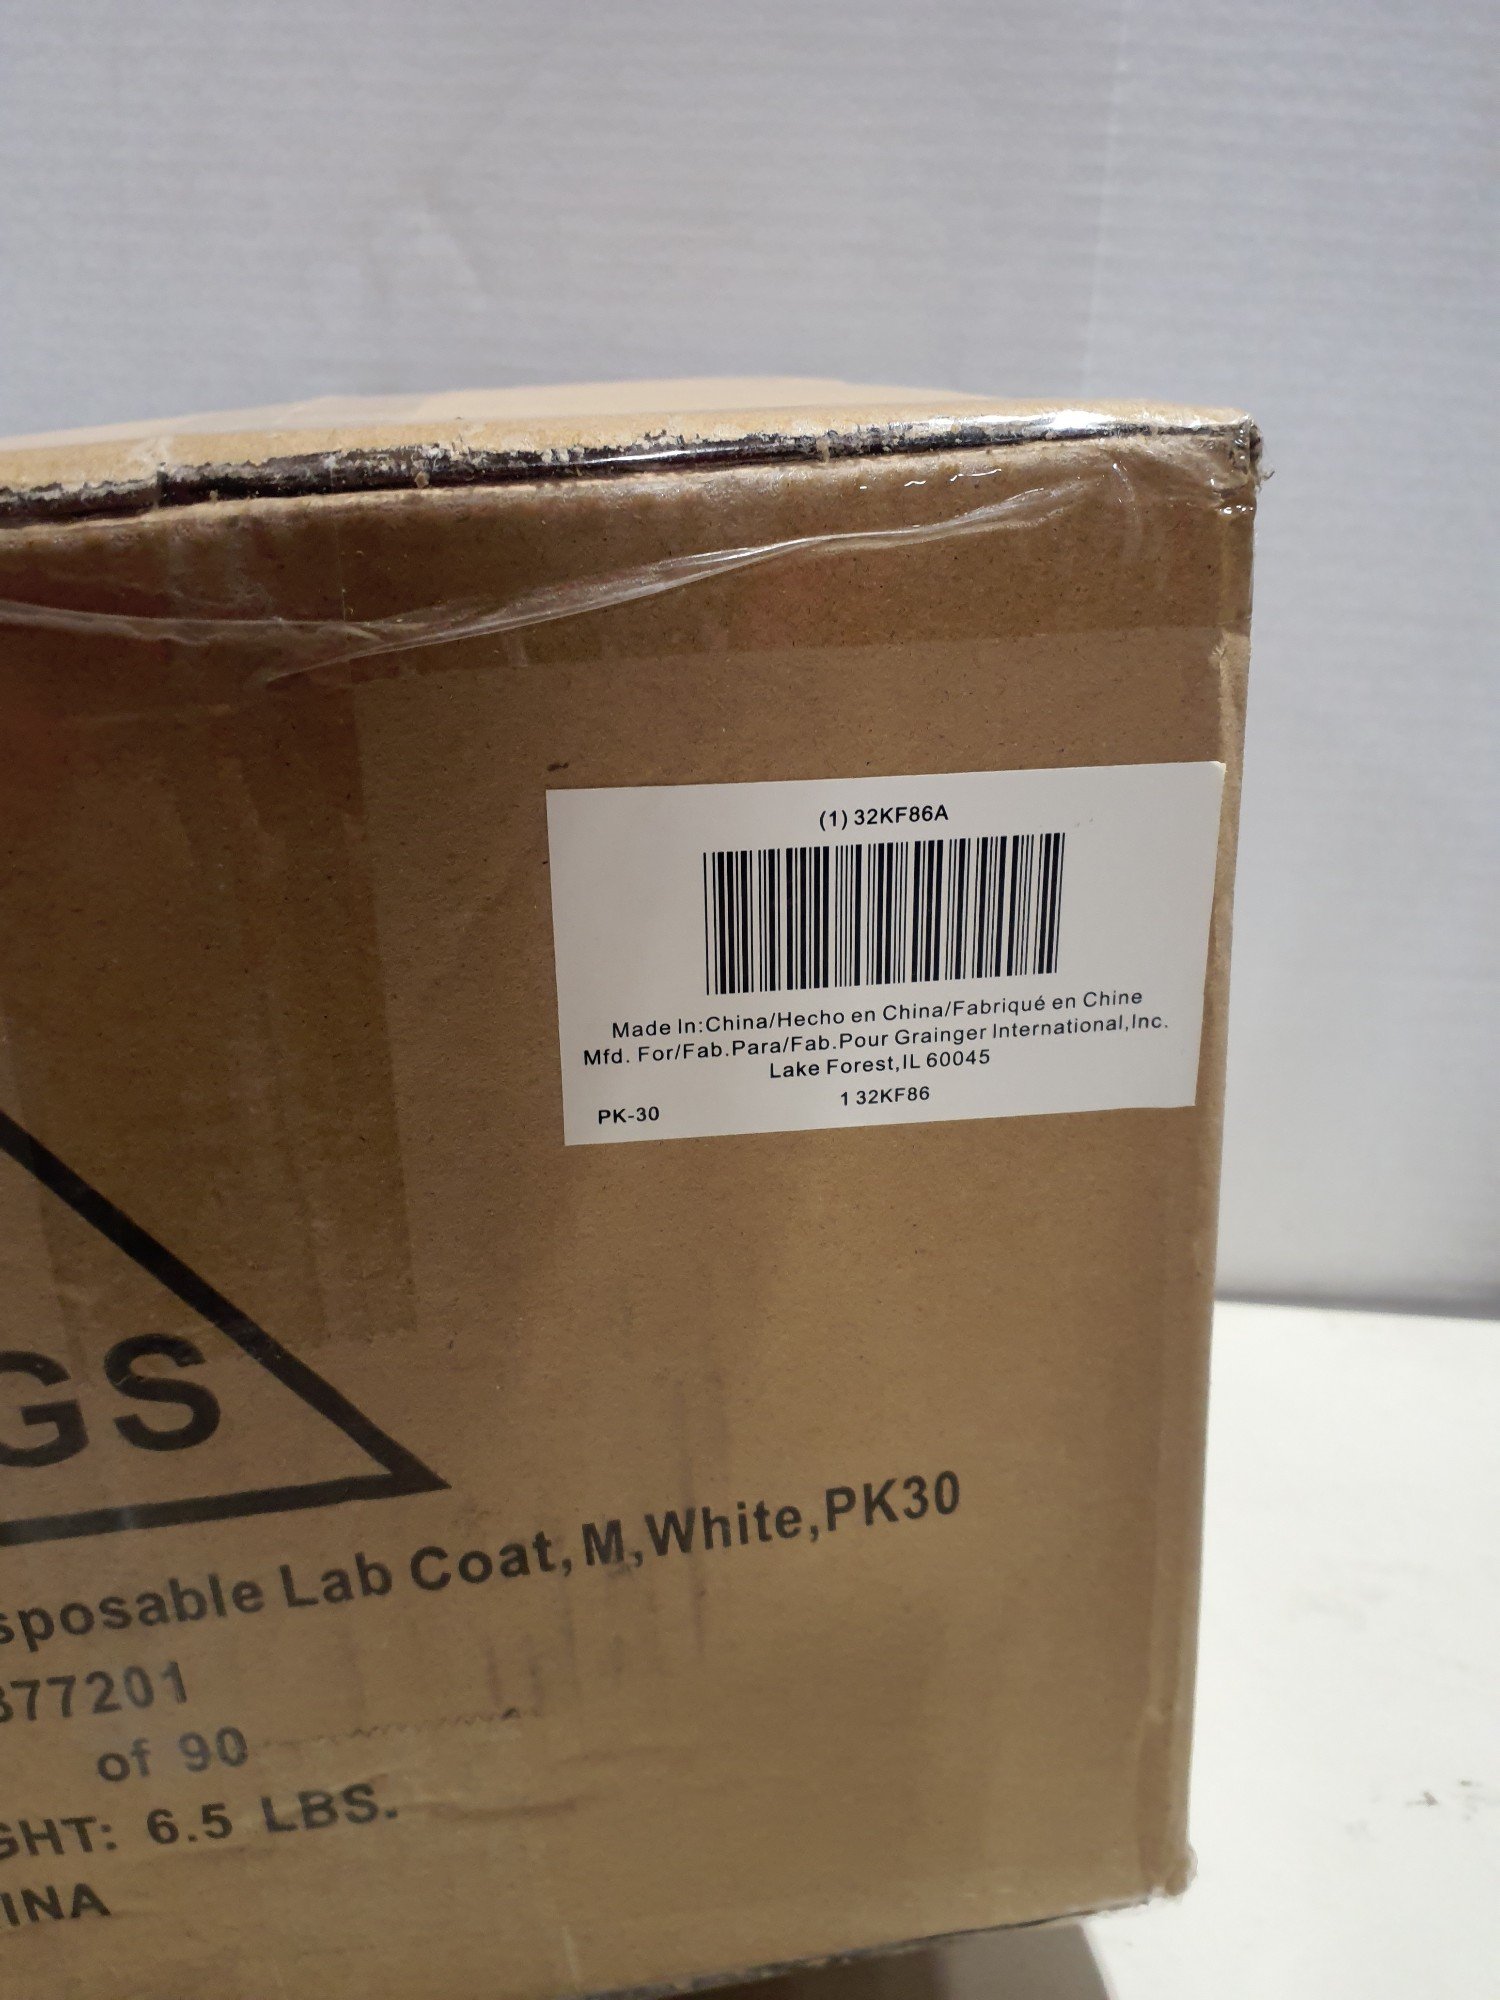 (1) 32KF86A
Made In:China/Hecho en China/Fabriqué en Chine
Mfd. For/Fab.Para/Fab.Pour Grainger International,Inc.
Lake Forest,IL 60045
1 32KF86
PK-30
GS
sposable Lab Coat, M,White,PK30
377201
of 90
GHT: 6.5 LBS.
INA